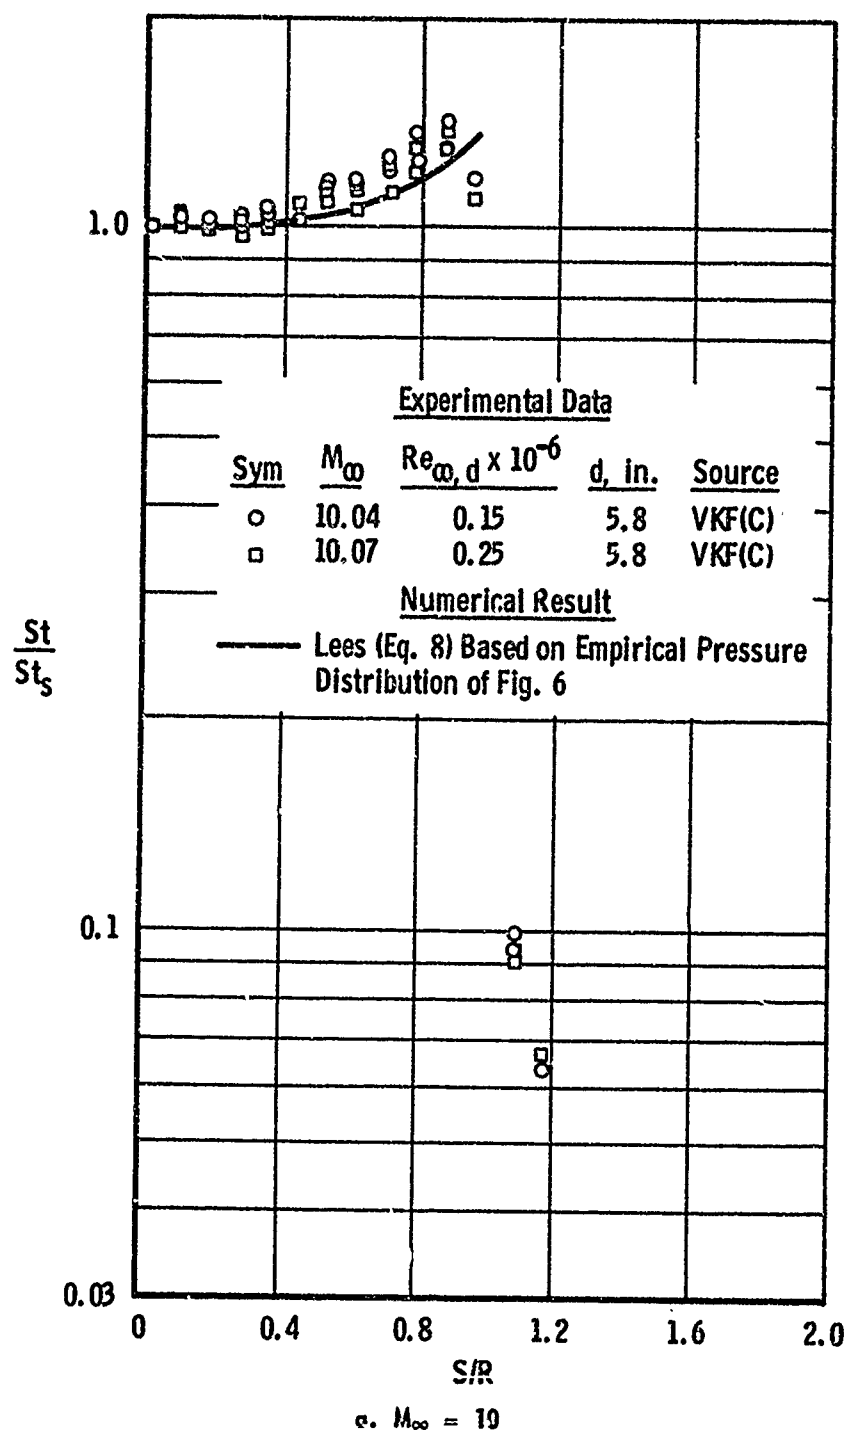 1.0
Experimental Data
Sym M∞ Re∞, d x 10⁻⁶ d, in. Source
○ 10.04 0.15 5.8 VKF(C)
□ 10.07 0.25 5.8 VKF(C)
Numerical Result
Lees (Eq. 8) Based on Empirical Pressure
Distribution of Fig. 6
St
Sts
0.1
0.03
0 0.4 0.8 1.2 1.6 2.0
S/R
M∞ = 10